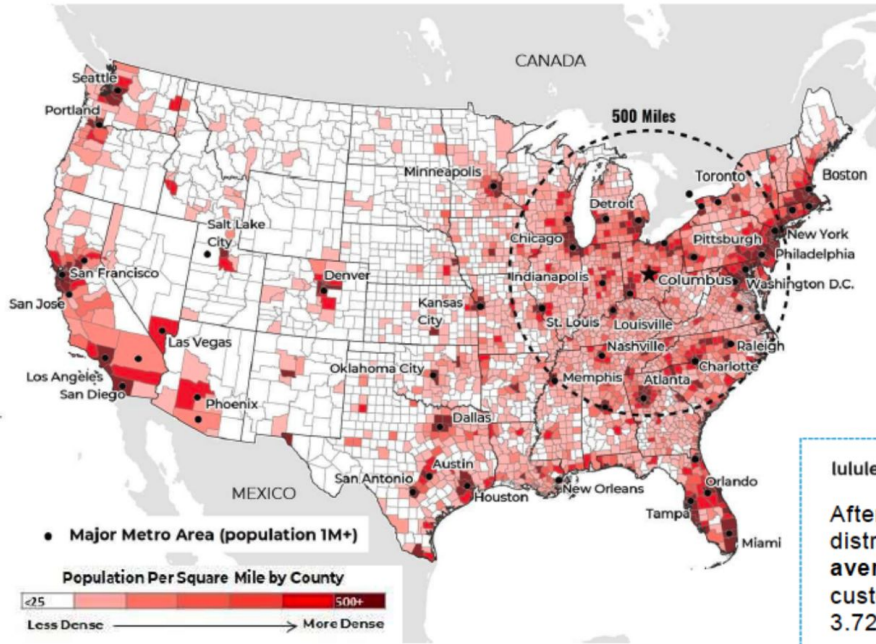 CANADA
500 Miles
Seattle
Portland
Minneapolis
Toronto
Boston
Detroit
Salt Lake
City
Chicago
Pittsburgh
New York
Philadelphia
San Francisco
Denver
Indianapolis
Columbus
Washington D.C.
San Jose
Kansas
City
St. Louis
Louisville
Las Vegas
Nashville
Raleigh
Charlotte
Oklahoma City
Los Angeles
Memphis
Atlanta
San Diego
Phoenix
Dallas
Austin
San Antonio
MEXICO
Houston
New Orleans
Orlando
Tampa
Miami
Major Metro Area (population 1M+)
Population Per Square Mile by County
<25
500+
Less Dense
More Dense
lulule
After
distr
aver
cust
3.72